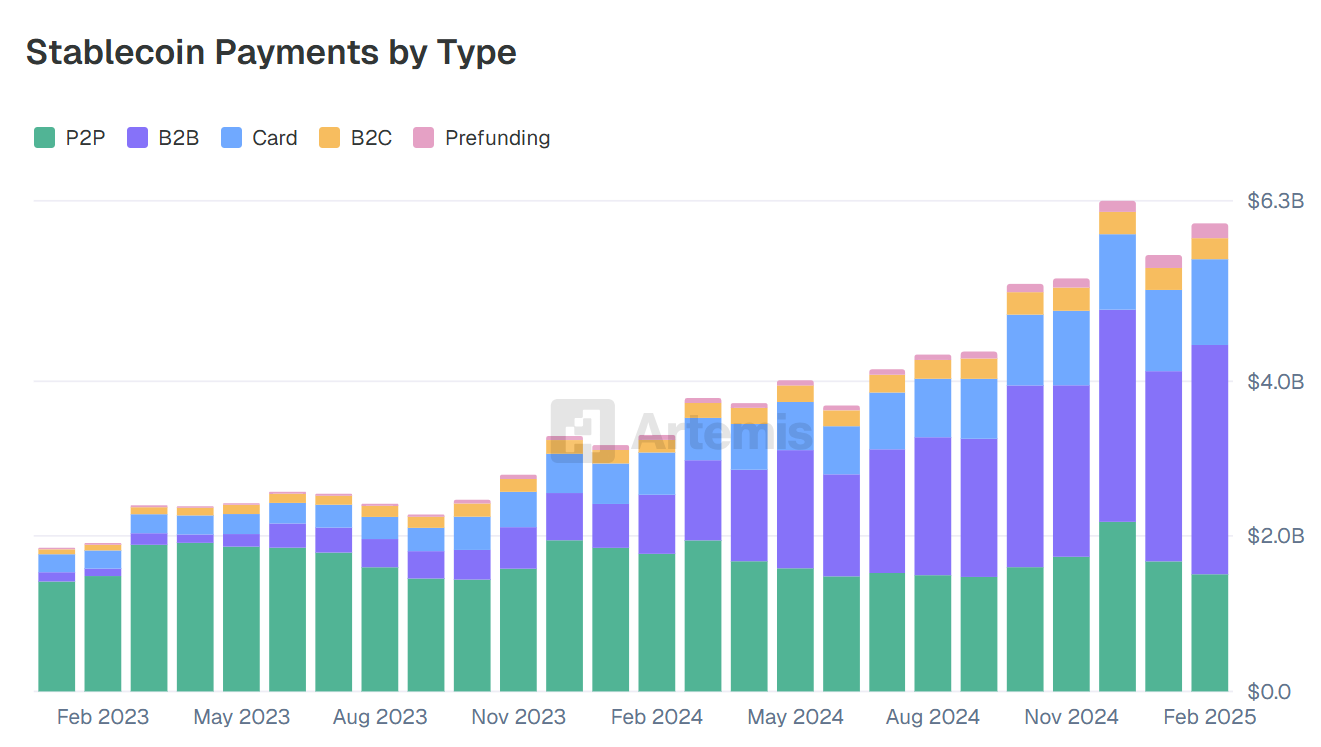 Stablecoin Payments by Type
P2P B2B Card B2C Prefunding
$6.3B
$4.0B
Artemis
$2.0B
$0.0
Feb 2023 May 2023 Aug 2023 Nov 2023 Feb 2024 May 2024 Aug 2024 Nov 2024 Feb 2025